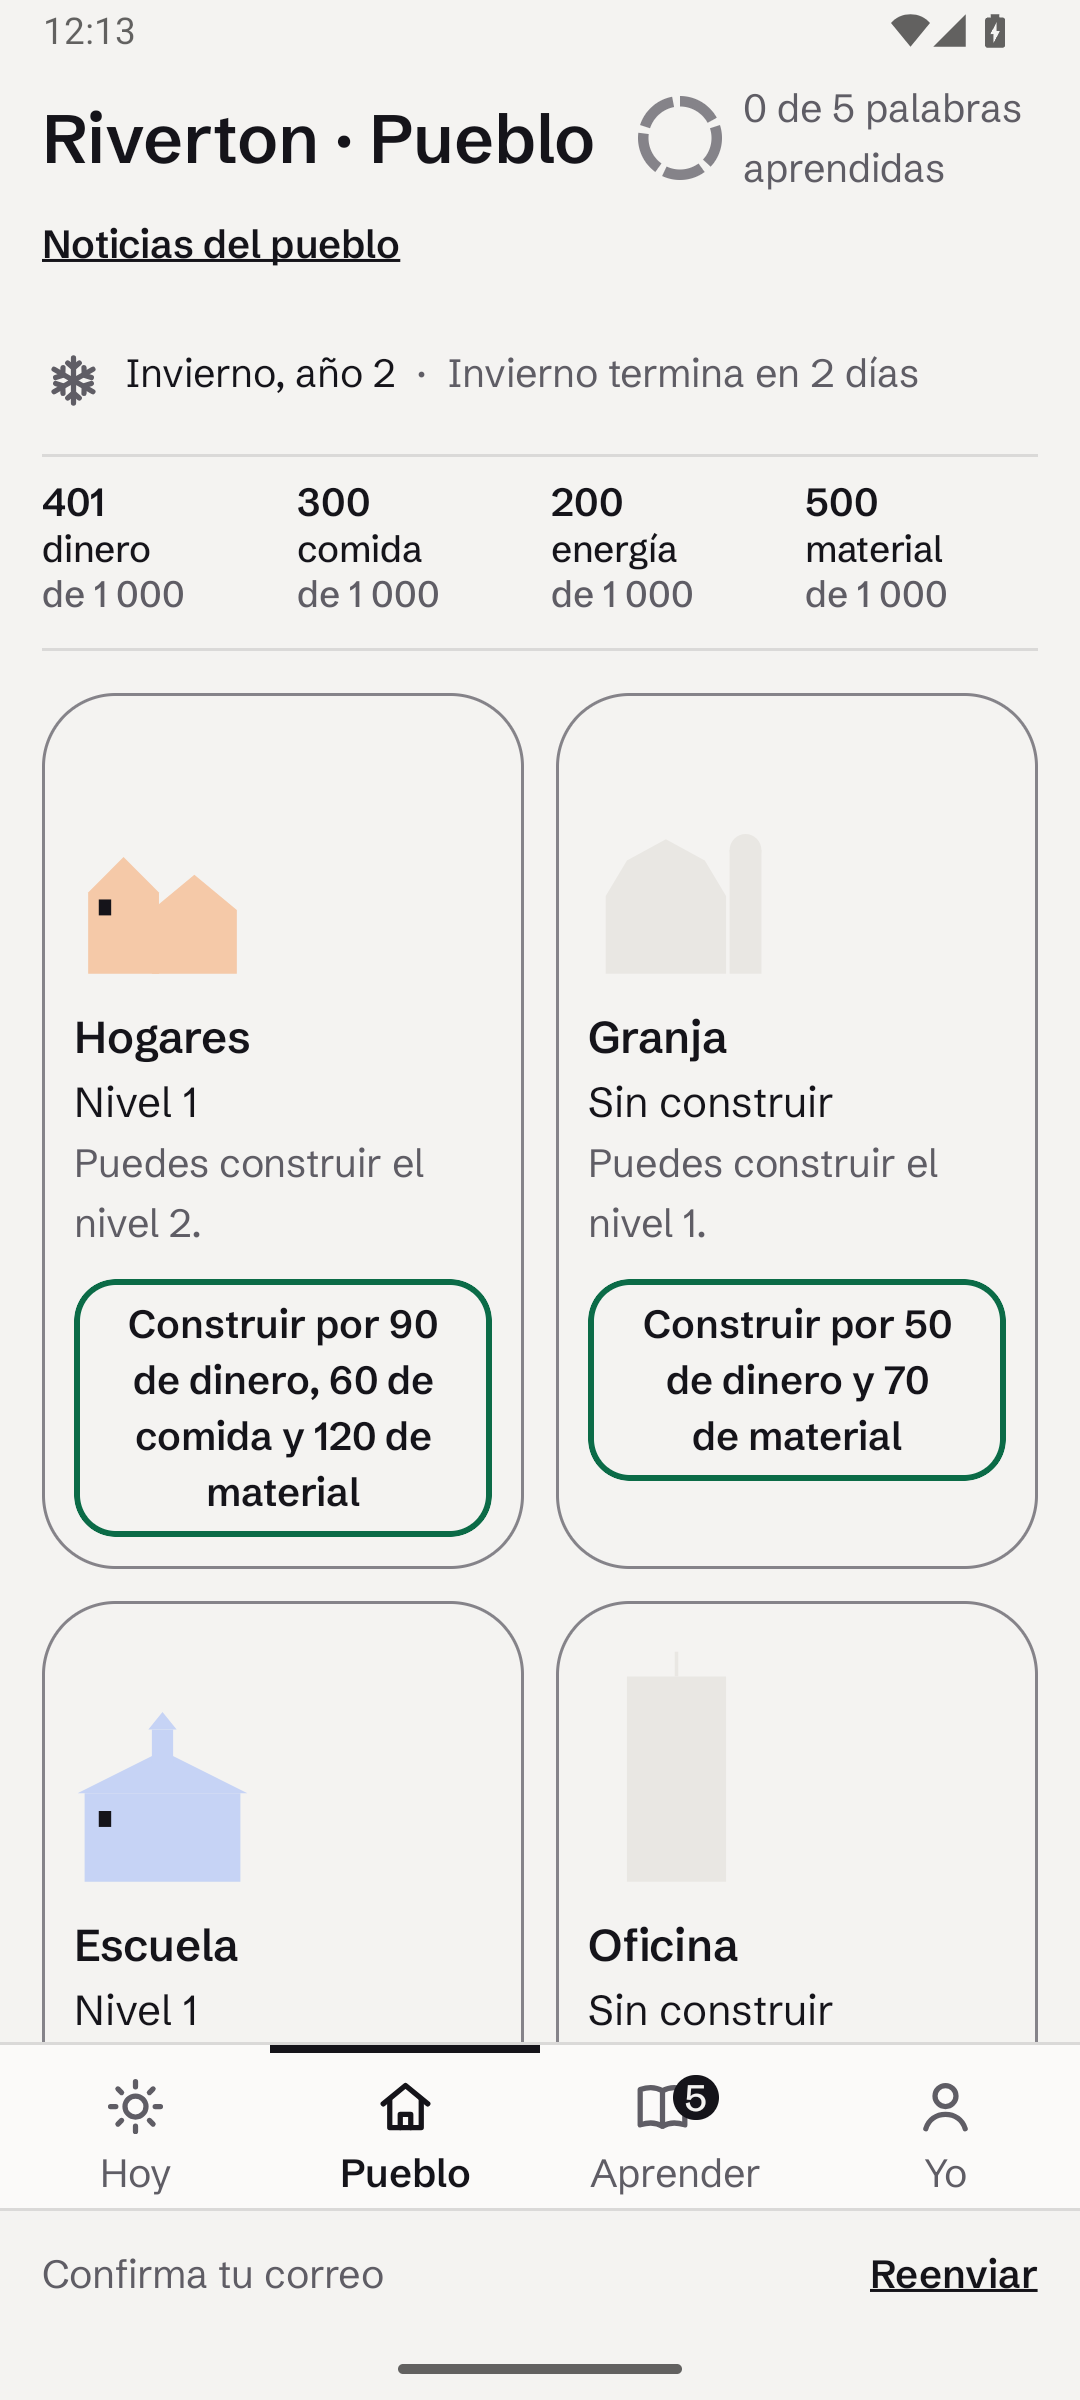 12:13
Riverton · Pueblo
0 de 5 palabras
aprendidas
Noticias del pueblo
Invierno, año 2 · Invierno termina en 2 días
401
dinero
de 1 000
300
comida
de 1 000
200
energía
de 1 000
500
material
de 1 000
Hogares
Nivel 1
Puedes construir el
nivel 2.
Construir por 90
de dinero, 60 de
comida y 120 de
material
Granja
Sin construir
Puedes construir el
nivel 1.
Construir por 50
de dinero y 70
de material
Escuela
Nivel 1
Oficina
Sin construir
Hoy
Pueblo
5
Aprender
Yo
Confirma tu correo
Reenviar